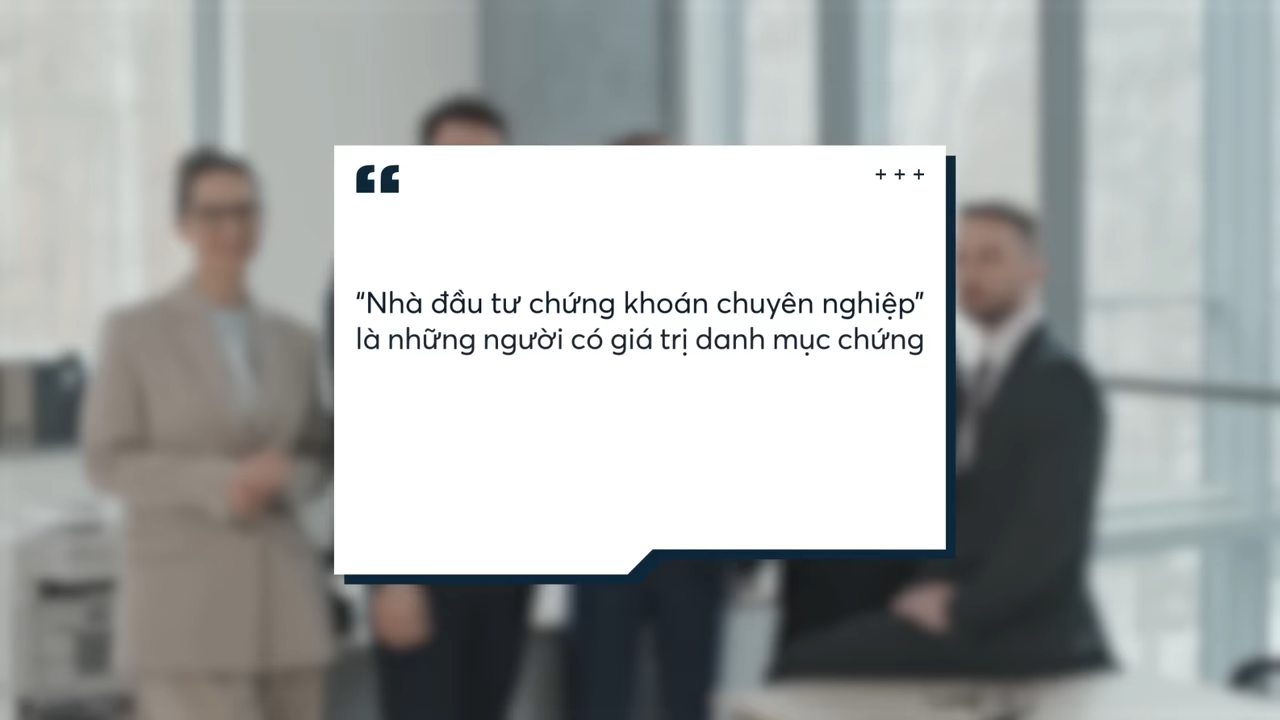 “Nhà đầu tư chứng khoán chuyên nghiệp”
là những người có giá trị danh mục chứng